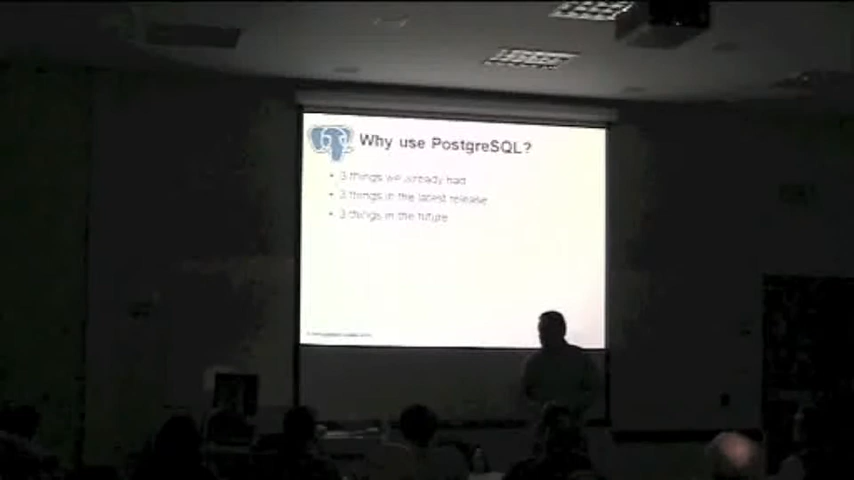 Why use PostgreSQL?
• 3 things we already had
• 3 things in the latest release
• 3 things in the future